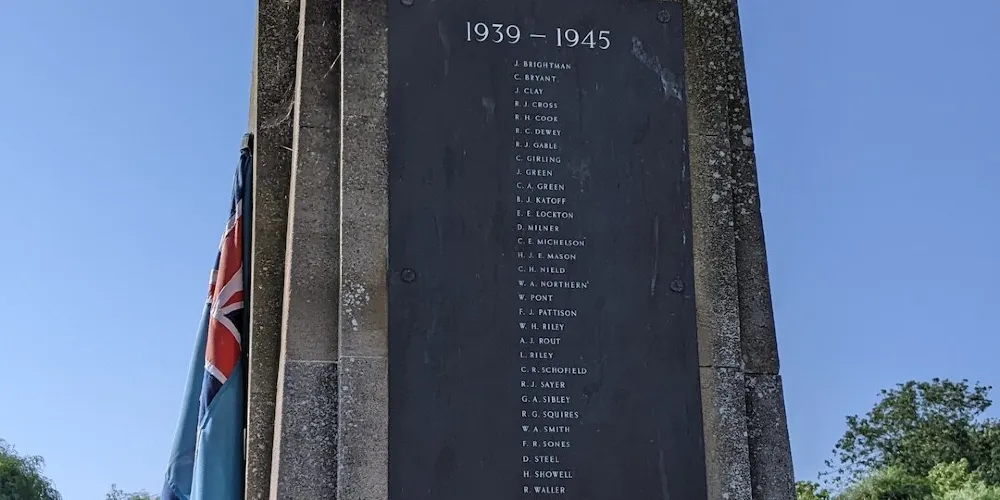 1939 – 1945
J. BRIGHTMAN
C. BRYANT
J. CLAY
R. J. CROSS
R. H. COOK
R. C. DEWEY
R. J. GABLE
C. GIRLING
J. GREEN
C. A. GREEN
B. J. KATOFF
E. E. LOCKTON
D. MILNER
C. E. MICHELSON
H. J. E. MASON
C. H. NIELD
W. A. NORTHERN
W. PONT
F. J. PATTISON
W. H. RILEY
A. J. ROUT
L. RILEY
C. R. SCHOFIELD
R. J. SAYER
G. A. SIBLEY
R. G. SQUIRES
W. A. SMITH
F. R. SONES
D. STEEL
H. SHOWELL
R. WALLER